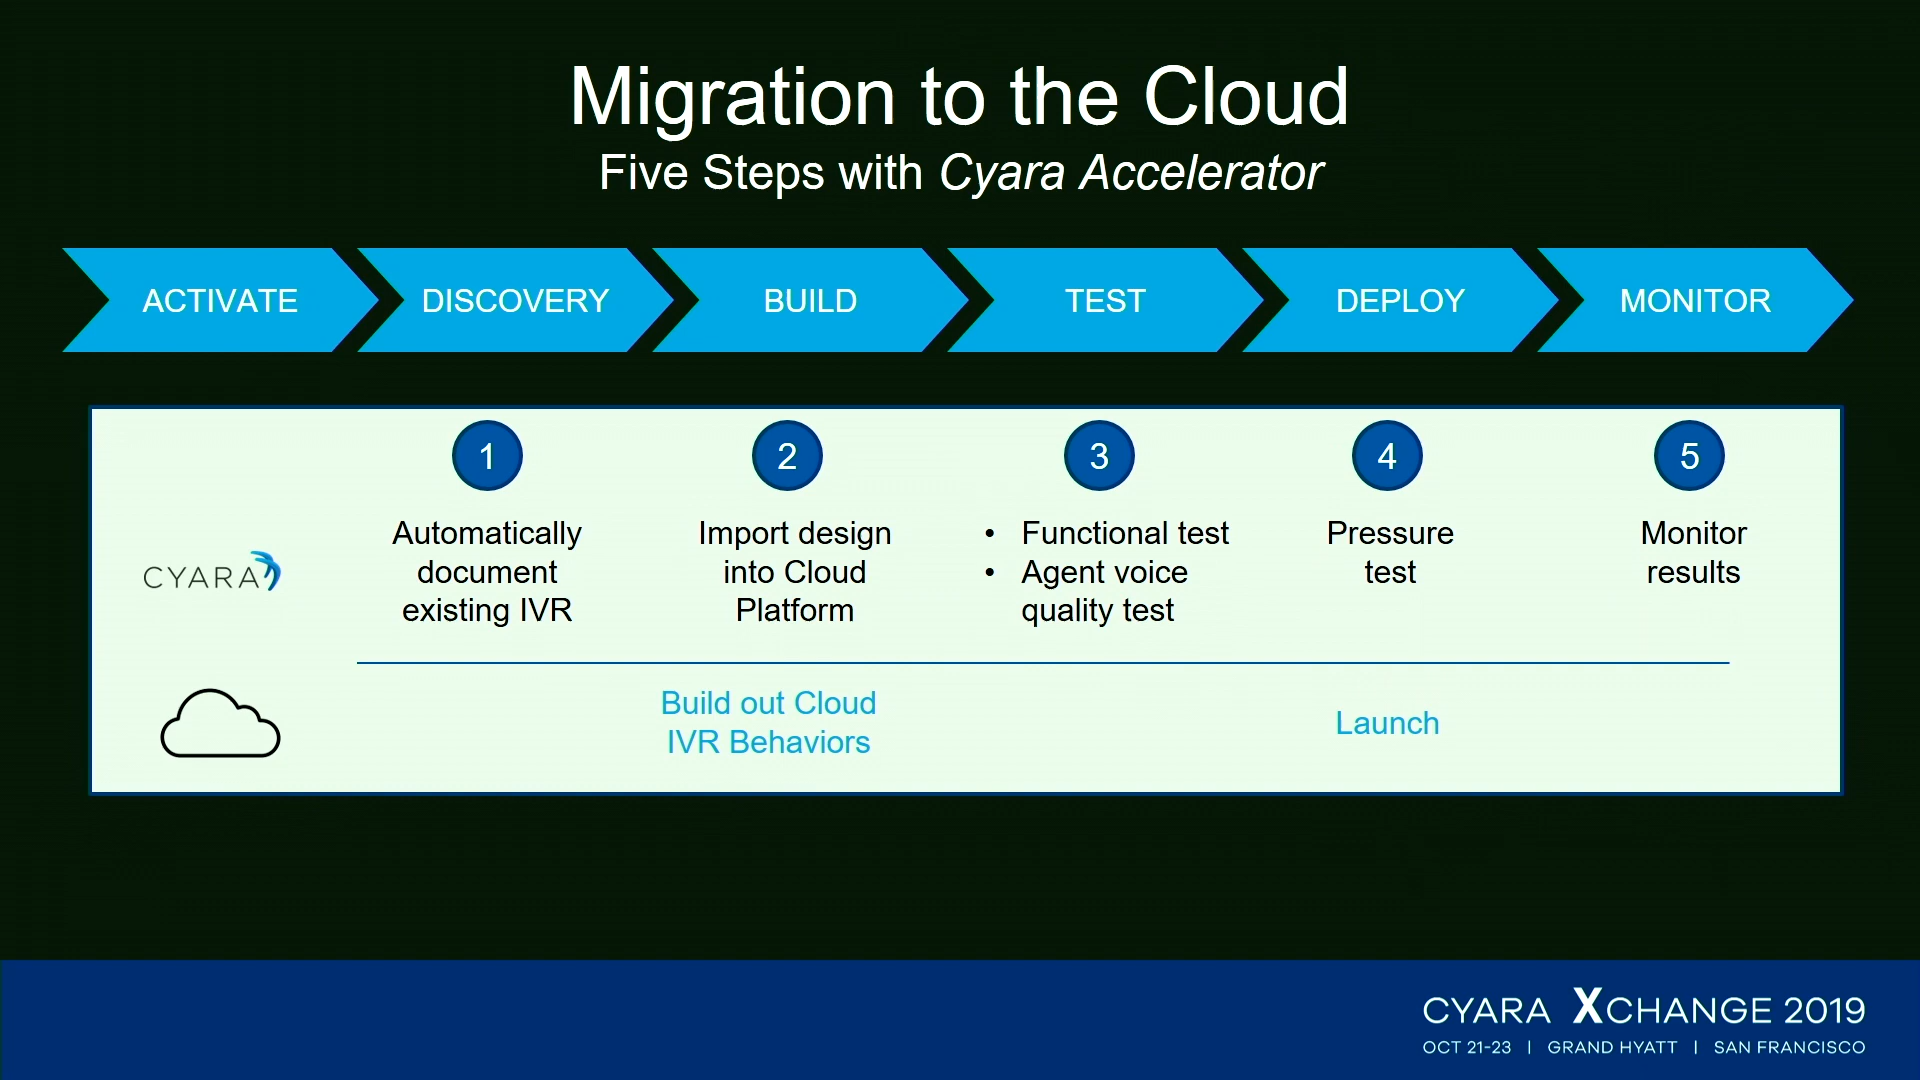 Migration to the Cloud
Five Steps with Cyara Accelerator
ACTIVATE
DISCOVERY
BUILD
TEST
DEPLOY
MONITOR
1
2
3
4
5
CYARA
Automatically
document
existing IVR
Import design
into Cloud
Platform
• Functional test
• Agent voice
quality test
Pressure
test
Monitor
results
Build out Cloud
IVR Behaviors
Launch
CYARA XCHANGE 2019
OCT 21-23 | GRAND HYATT | SAN FRANCISCO